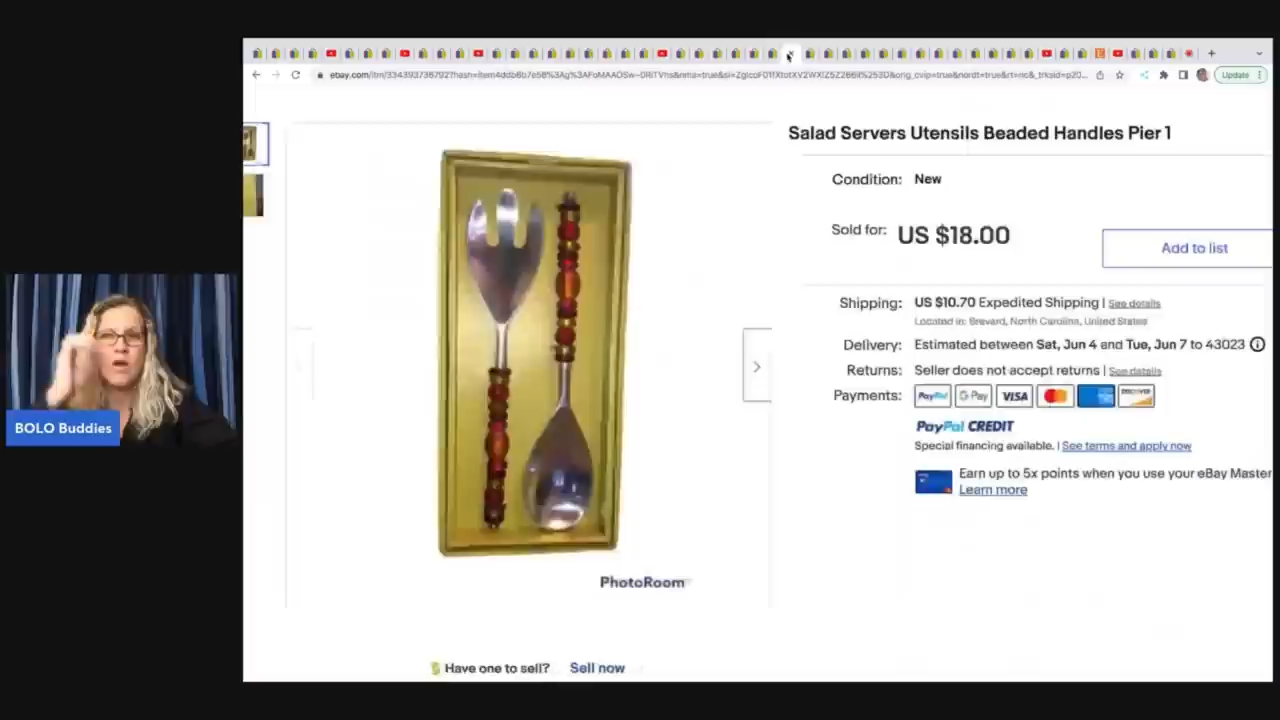 Update
Salad Servers Utensils Beaded Handles Pier 1
Condition: New
Sold for: US $18.00
Add to list
Shipping: US $10.70 Expedited Shipping | See details
Located in: Brevard, North Carolina, United States
Delivery: Estimated between Sat, Jun 4 and Tue, Jun 7 to 43023
Returns: Seller does not accept returns | See details
Payments: PayPal G Pay VISA DISCOVER
PayPal CREDIT
Special financing available. | See terms and apply now
Earn up to 5x points when you use your eBay Master
Learn more
BOLO Buddies
PhotoRoom
Have one to sell? Sell now